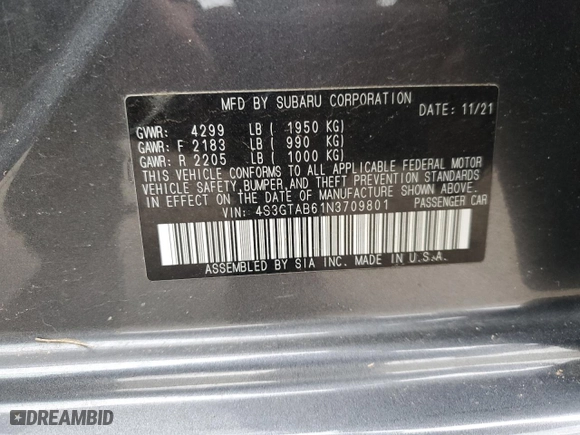 MFD BY SUBARU CORPORATION
DATE: 11/21
GVWR: 4299 LB ( 1950 KG)
GAWR: F 2183 LB ( 990 KG)
GAWR: R 2205 LB ( 1000 KG)
THIS VEHICLE CONFORMS TO ALL APPLICABLE FEDERAL MOTOR
VEHICLE SAFETY, BUMPER, AND THEFT PREVENTION STANDARDS
IN EFFECT ON THE DATE OF MANUFACTURE SHOWN ABOVE.
VIN: 4S3GTAB61N3709801 PASSENGER CAR
ASSEMBLED BY SIA INC. MADE IN U.S.A.
DREAMBID